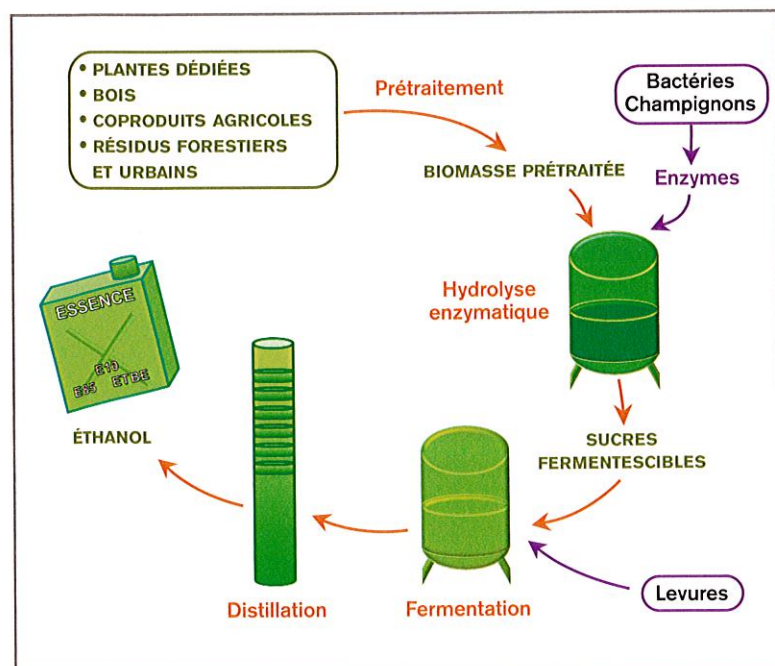 • PLANTES DÉDIÉES
• BOIS
• COPRODUITS AGRICOLES
• RÉSIDUS FORESTIERS
ET URBAINS
Prétraitement
Bactéries
Champignons
BIOMASSE PRÉTRAITÉE
Enzymes
Hydrolyse
enzymatique
ESSENCE
E10
E85 ETBE
ÉTHANOL
SUCRES
FERMENTESCIBLES
Levures
Distillation
Fermentation